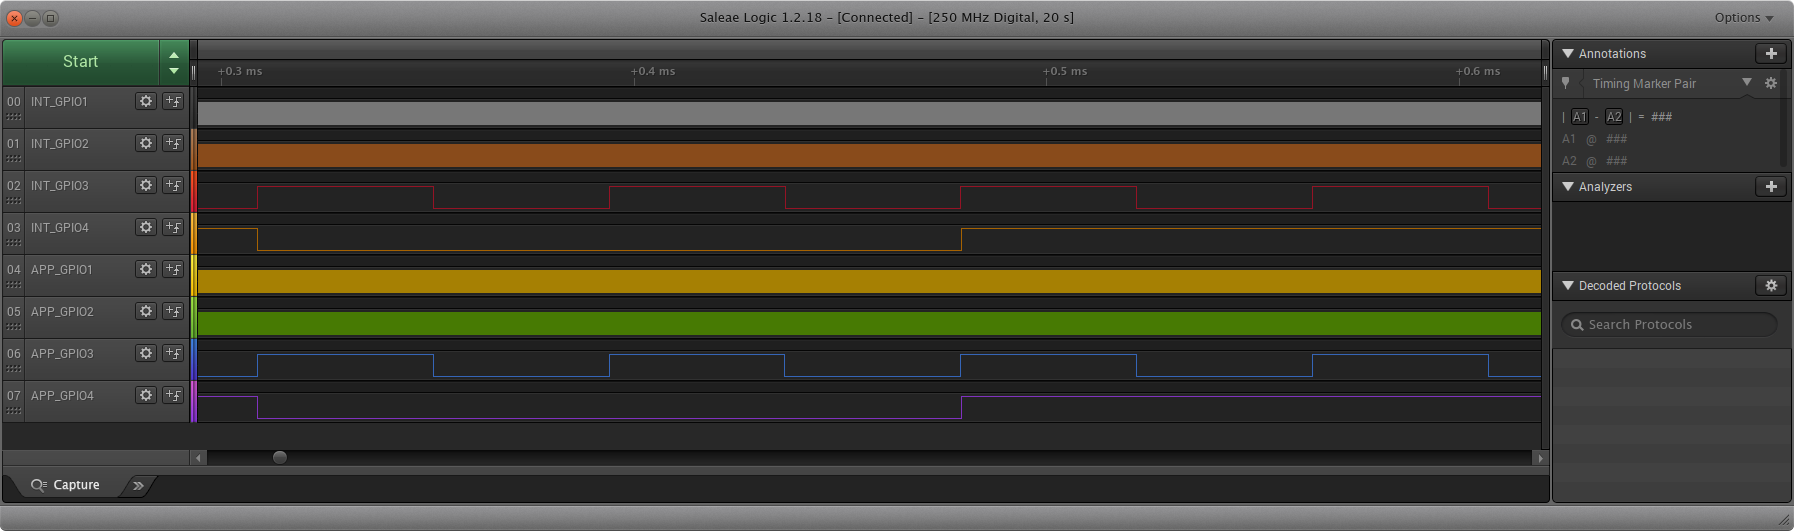 Saleae Logic 1.2.18 - [Connected] - [250 MHz Digital, 20 s]
Options
Start
+0.3 ms +0.4 ms +0.5 ms +0.6 ms
00 INT_GPIO1
01 INT_GPIO2
02 INT_GPIO3
03 INT_GPIO4
04 APP_GPIO1
05 APP_GPIO2
06 APP_GPIO3
07 APP_GPIO4
Capture
Annotations
Timing Marker Pair
| A1 - A2 | = ###
A1 @ ###
A2 @ ###
Analyzers
Decoded Protocols
Search Protocols